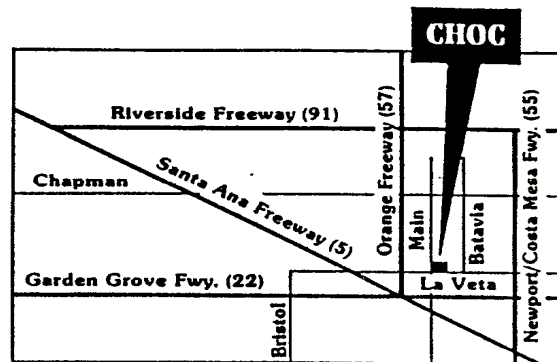 CHOC
Riverside Freeway (91)
Orange Freeway (57)
Newport/Costa Mesa Fwy. (55)
Santa Ana Freeway (5)
Chapman
Main
Batavia
Garden Grove Fwy. (22)
La Veta
Bristol